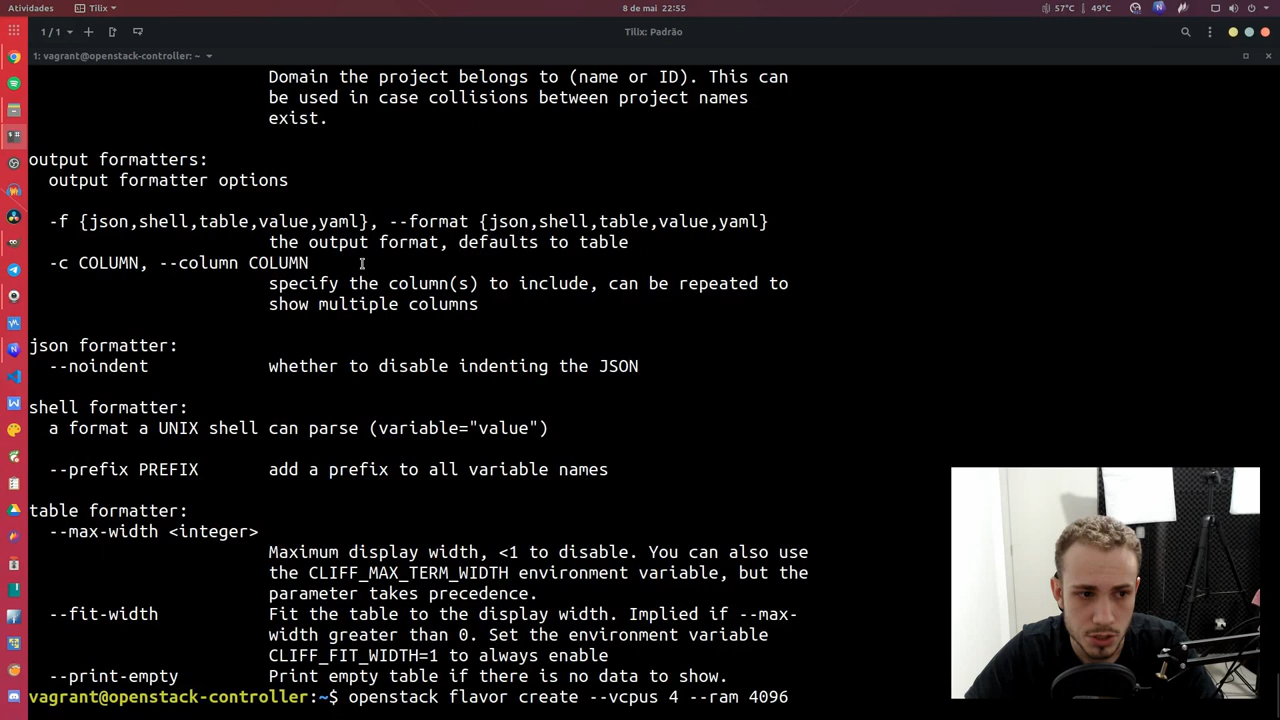 Atividades
Tilix
8 de mai 22:55
57°C
49°C
1 / 1
Tilix: Padrão
1: vagrant@openstack-controller: ~
Domain the project belongs to (name or ID). This can
be used in case collisions between project names
exist.
output formatters:
output formatter options
-f {json,shell,table,value,yaml}, --format {json,shell,table,value,yaml}
the output format, defaults to table
-c COLUMN, --column COLUMN
specify the column(s) to include, can be repeated to
show multiple columns
json formatter:
--noindent whether to disable indenting the JSON
shell formatter:
a format a UNIX shell can parse (variable="value")
--prefix PREFIX add a prefix to all variable names
table formatter:
--max-width <integer>
Maximum display width, <1 to disable. You can also use
the CLIFF_MAX_TERM_WIDTH environment variable, but the
parameter takes precedence.
--fit-width Fit the table to the display width. Implied if --max-
width greater than 0. Set the environment variable
CLIFF_FIT_WIDTH=1 to always enable
--print-empty Print empty table if there is no data to show.
vagrant@openstack-controller:~$ openstack flavor create --vcpus 4 --ram 4096